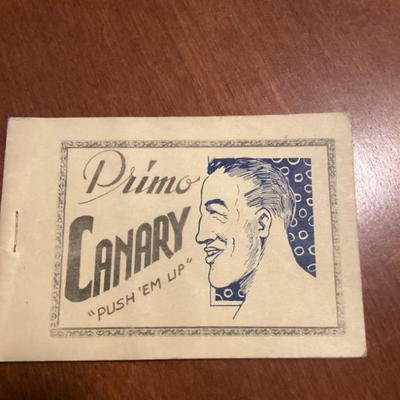 Primo
CANARY
"PUSH 'EM UP"